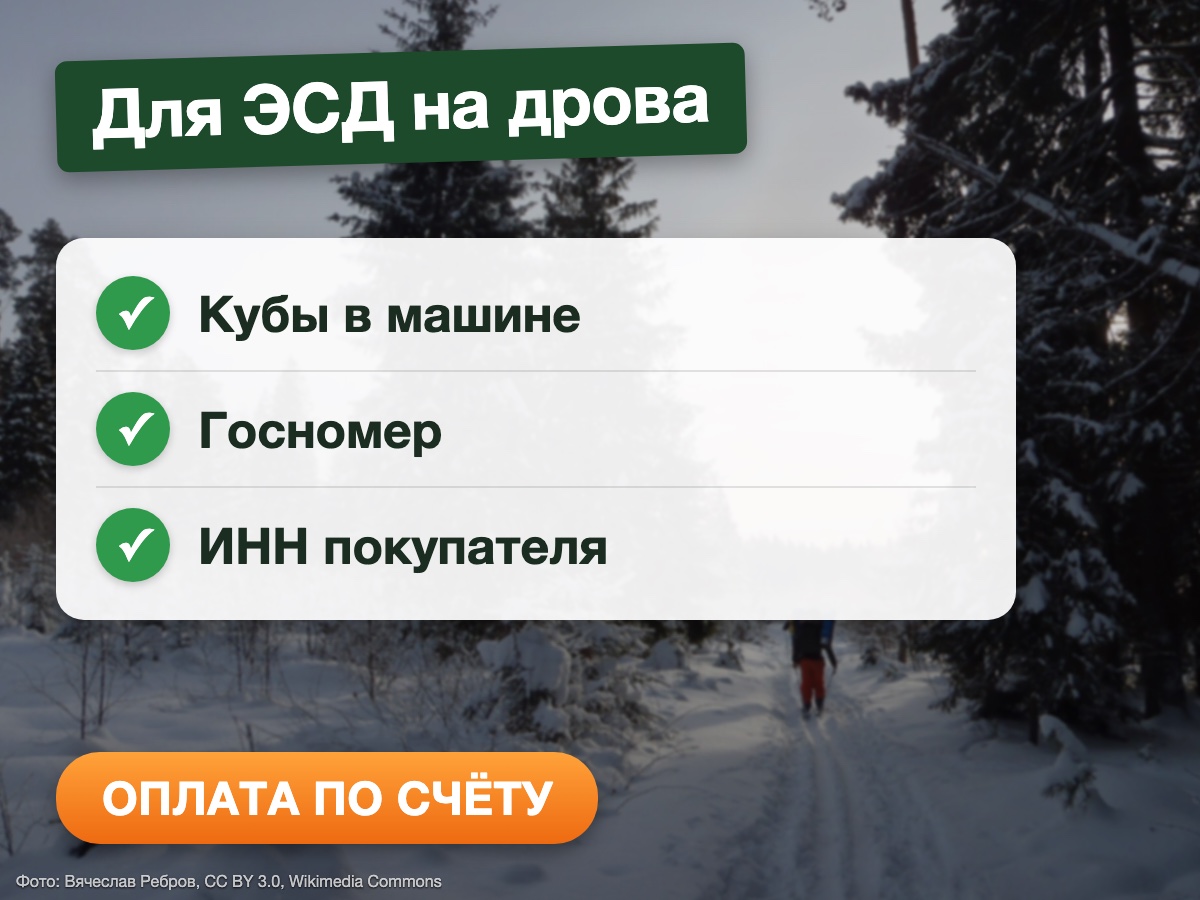 Для ЭСД на дрова
Кубы в машине
Госномер
ИНН покупателя
ОПЛАТА ПО СЧЁТУ
Фото: Вячеслав Ребров, CC BY 3.0, Wikimedia Commons